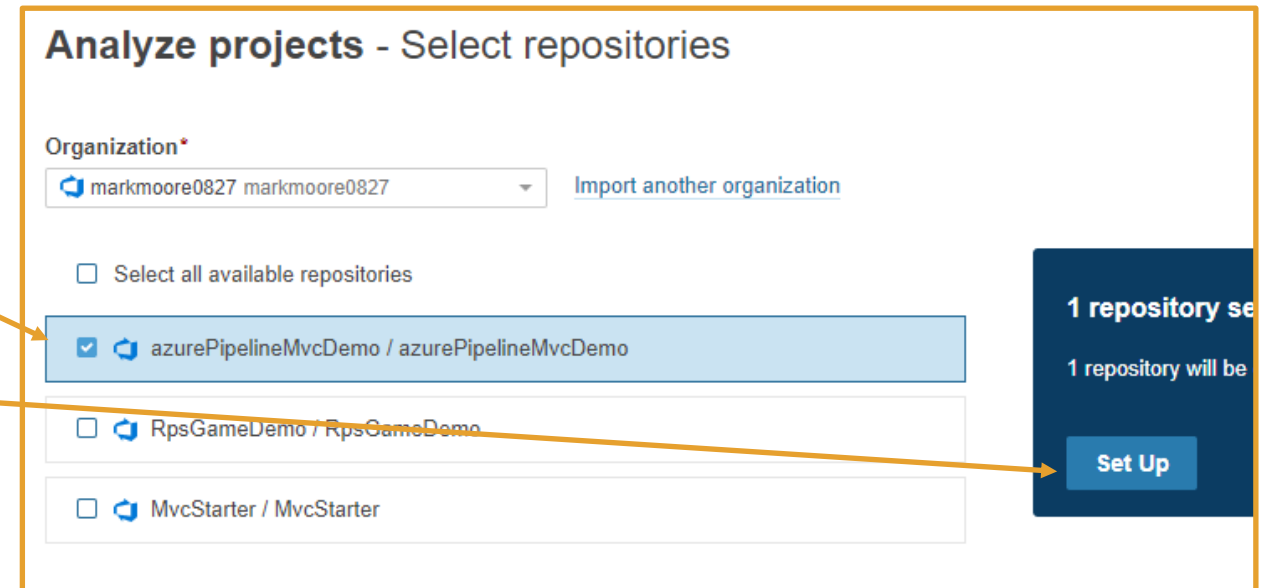 Analyze projects - Select repositories
Organization*
markmoore0827 markmoore0827
Import another organization
Select all available repositories
1 repository se
azurePipelineMvcDemo / azurePipelineMvcDemo
1 repository will be
RpsGameDemo / RpsGameDemo
Set Up
MvcStarter / MvcStarter